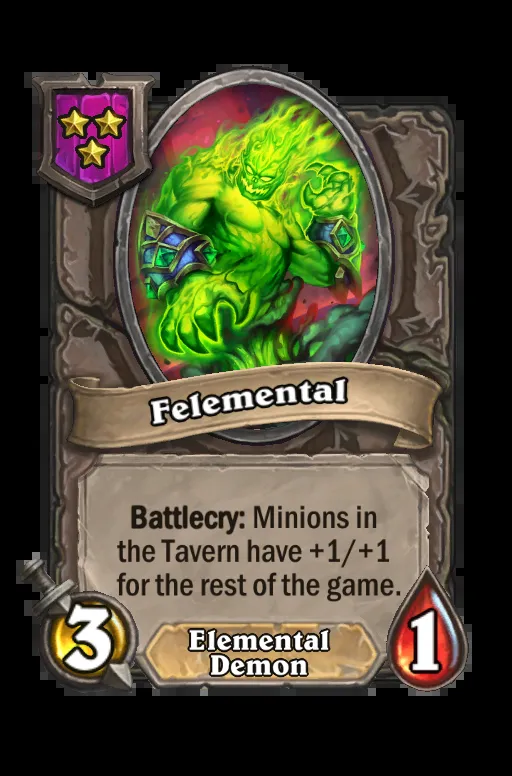 Felemental
Battlecry: Minions in
the Tavern have +1/+1
for the rest of the game.
3
Elemental
Demon
1